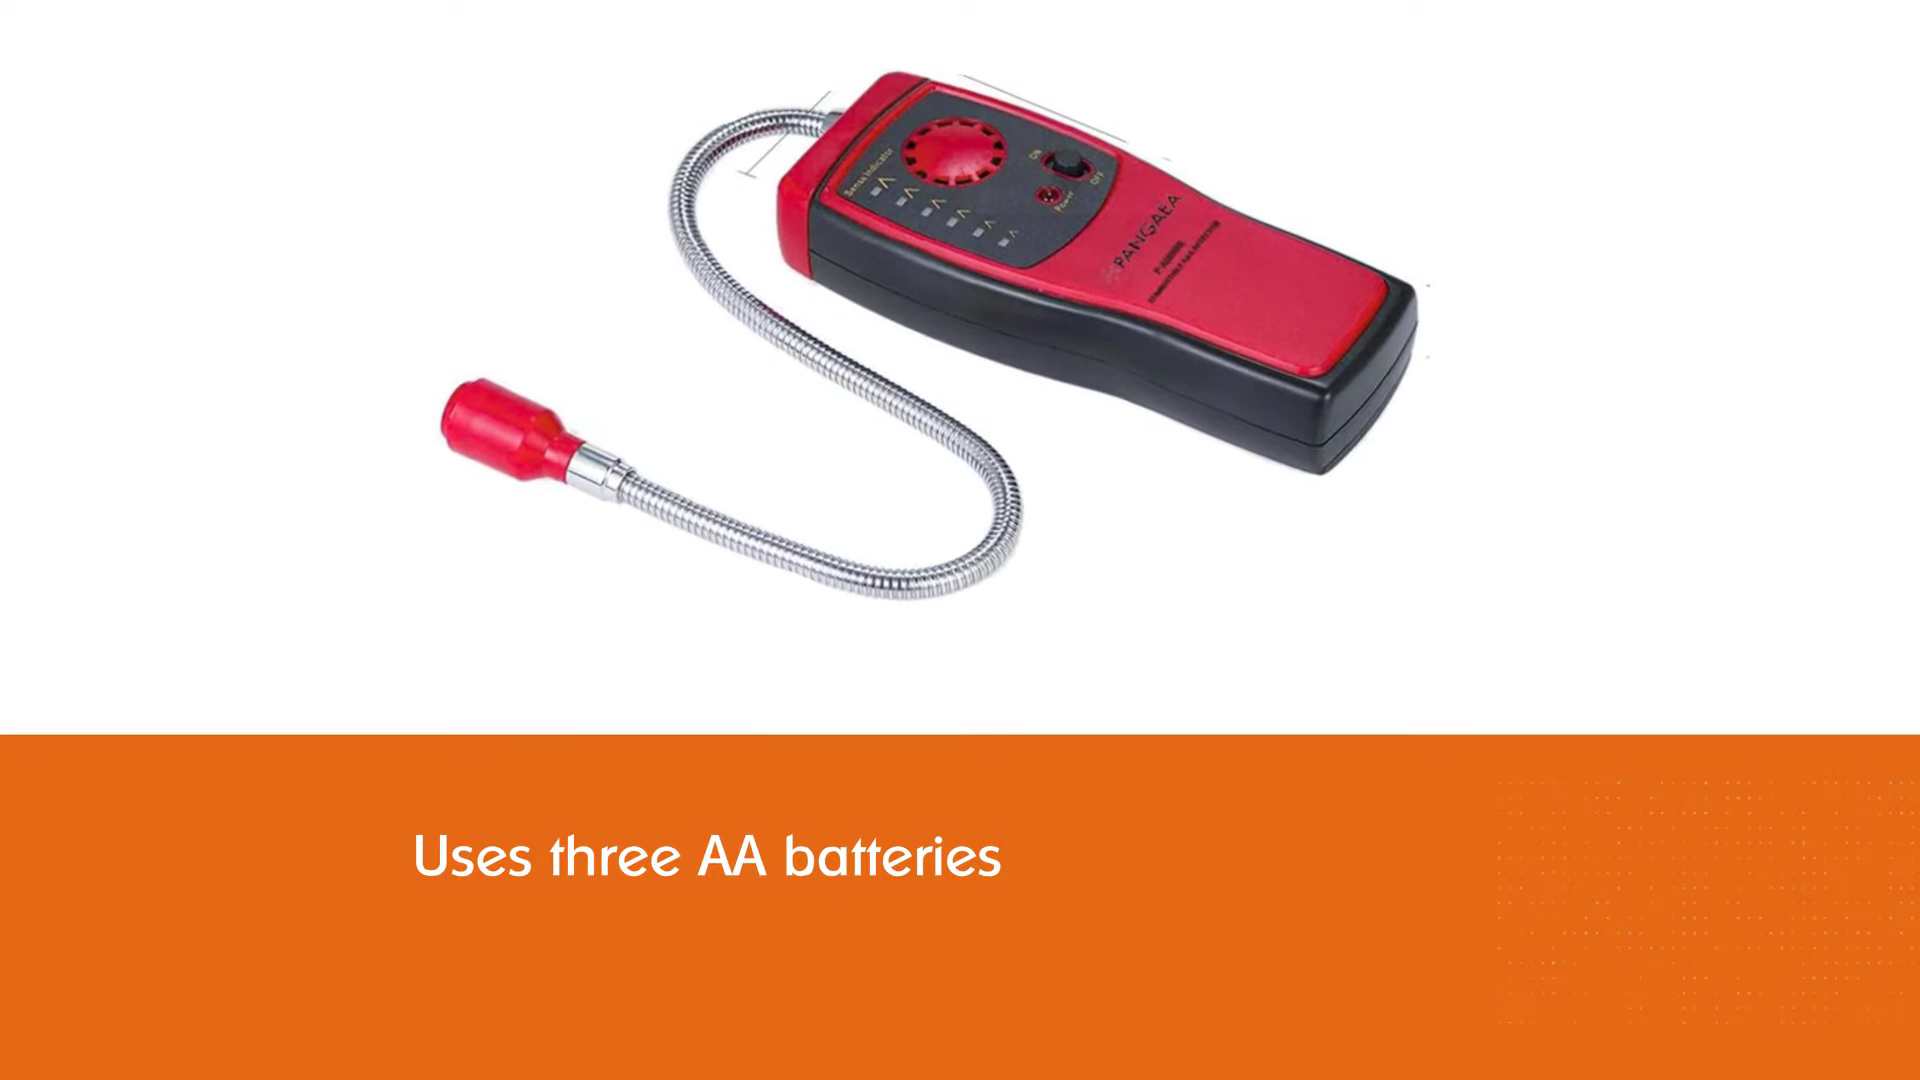 Sense Indicator
ON
OFF
Power
PANGAEA
Uses three AA batteries